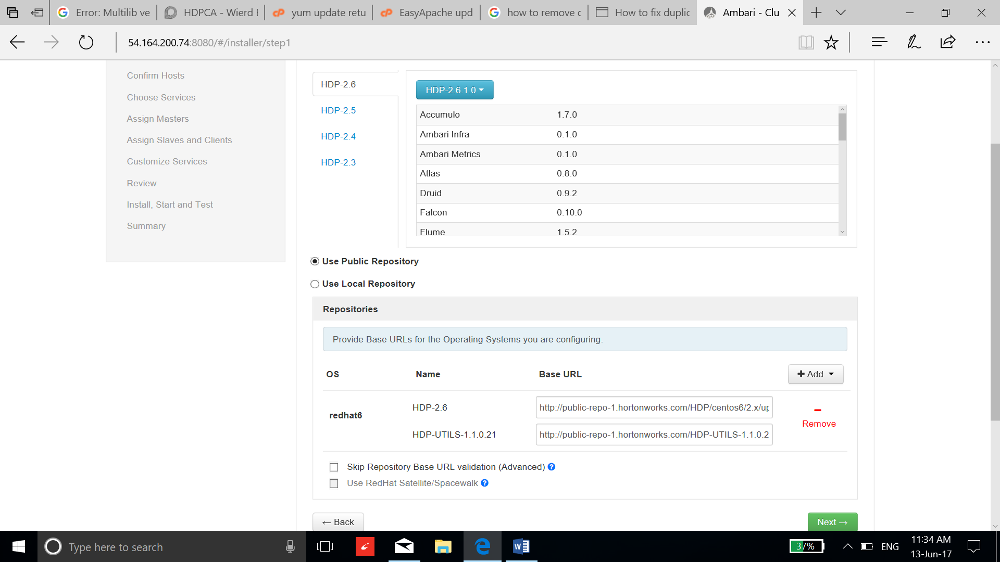 Error: Multilib ve
HDPCA - Wierd
yum update retu
EasyApache upd
how to remove c
How to fix duplic
Ambari - Clu
54.164.200.74:8080/#/installer/step1
Confirm Hosts
Choose Services
Assign Masters
Assign Slaves and Clients
Customize Services
Review
Install, Start and Test
Summary
HDP-2.6
HDP-2.5
HDP-2.4
HDP-2.3
HDP-2.6.1.0
Accumulo 1.7.0
Ambari Infra 0.1.0
Ambari Metrics 0.1.0
Atlas 0.8.0
Druid 0.9.2
Falcon 0.10.0
Flume 1.5.2
Use Public Repository
Use Local Repository
Repositories
Provide Base URLs for the Operating Systems you are configuring.
OS Name Base URL + Add
redhat6
HDP-2.6 http://public-repo-1.hortonworks.com/HDP/centos6/2.x/up
HDP-UTILS-1.1.0.21 http://public-repo-1.hortonworks.com/HDP-UTILS-1.1.0.2
Remove
Skip Repository Base URL validation (Advanced) ?
Use RedHat Satellite/Spacewalk ?
← Back
Next →
Type here to search
37%
ENG
11:34 AM
13-Jun-17